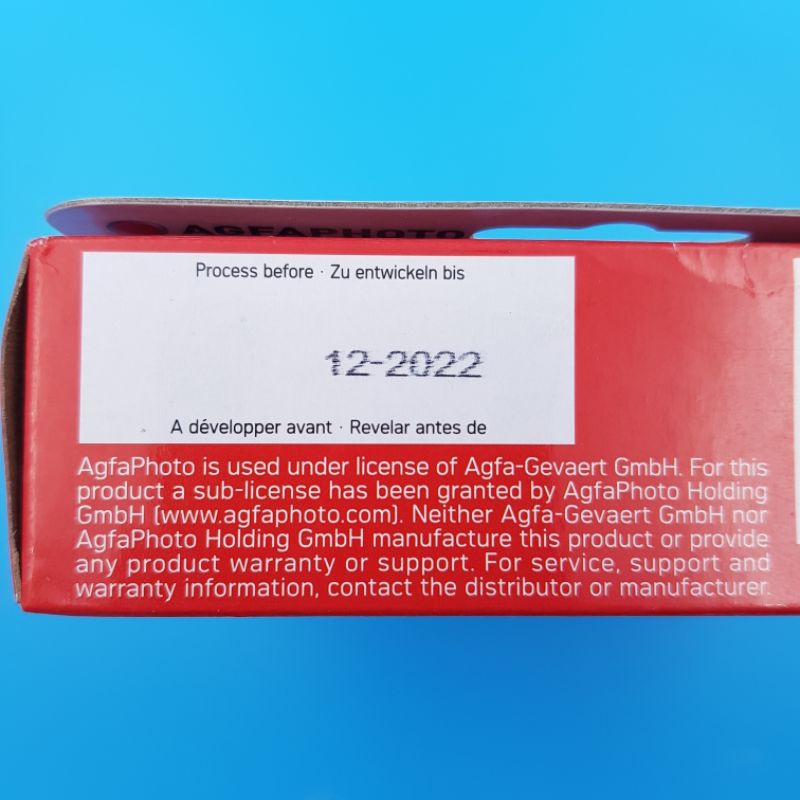 AGFAPHOTO
Process before · Zu entwickeln bis
12-2022
A développer avant · Revelar antes de
AgfaPhoto is used under license of Agfa-Gevaert GmbH. For this
product a sub-license has been granted by AgfaPhoto Holding
GmbH (www.agfaphoto.com). Neither Agfa-Gevaert GmbH nor
AgfaPhoto Holding GmbH manufacture this product or provide
any product warranty or support. For service, support and
warranty information, contact the distributor or manufacturer.